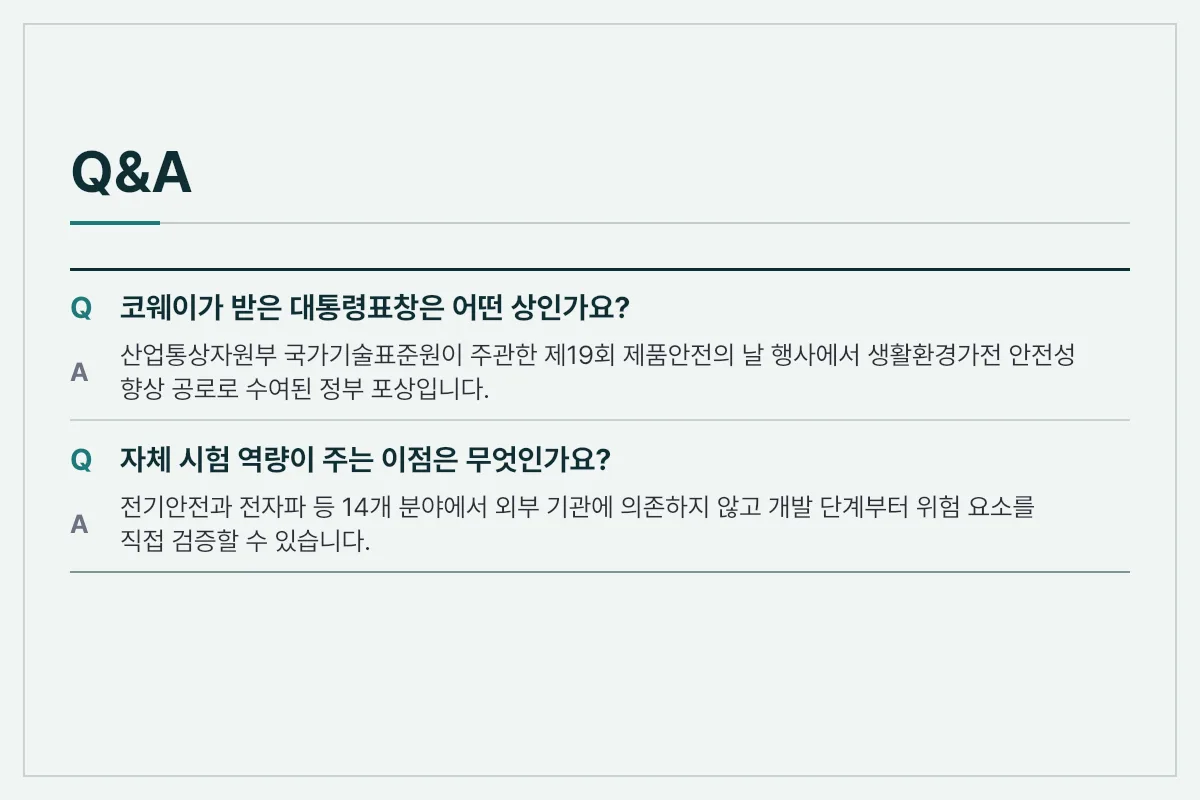 Q&A
Q 코웨이가 받은 대통령표창은 어떤 상인가요?
A 산업통상자원부 국가기술표준원이 주관한 제19회 제품안전의 날 행사에서 생활환경가전 안전성
향상 공로로 수여된 정부 포상입니다.
Q 자체 시험 역량이 주는 이점은 무엇인가요?
A 전기안전과 전자파 등 14개 분야에서 외부 기관에 의존하지 않고 개발 단계부터 위험 요소를
직접 검증할 수 있습니다.